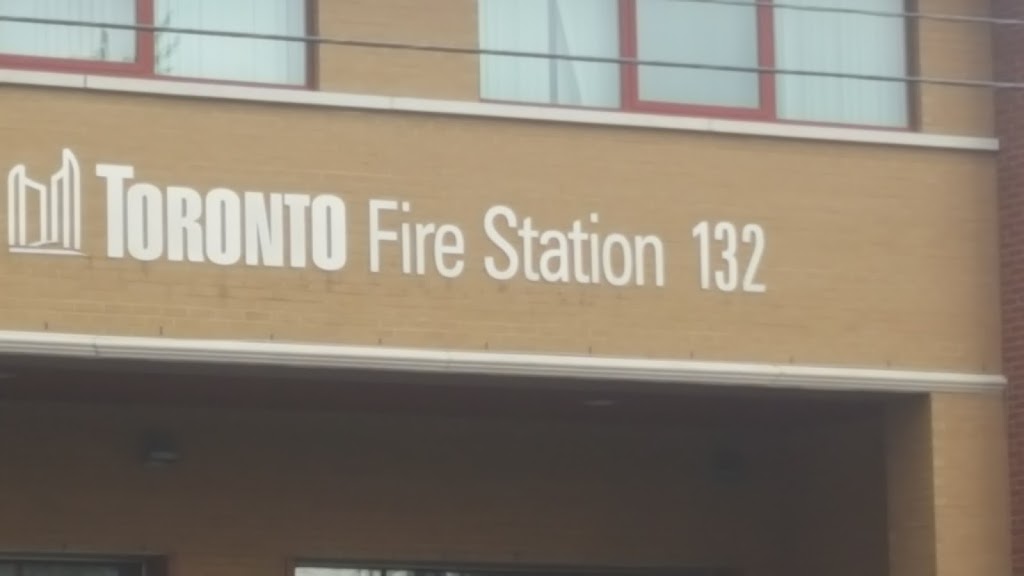 TORONTO Fire Station 132